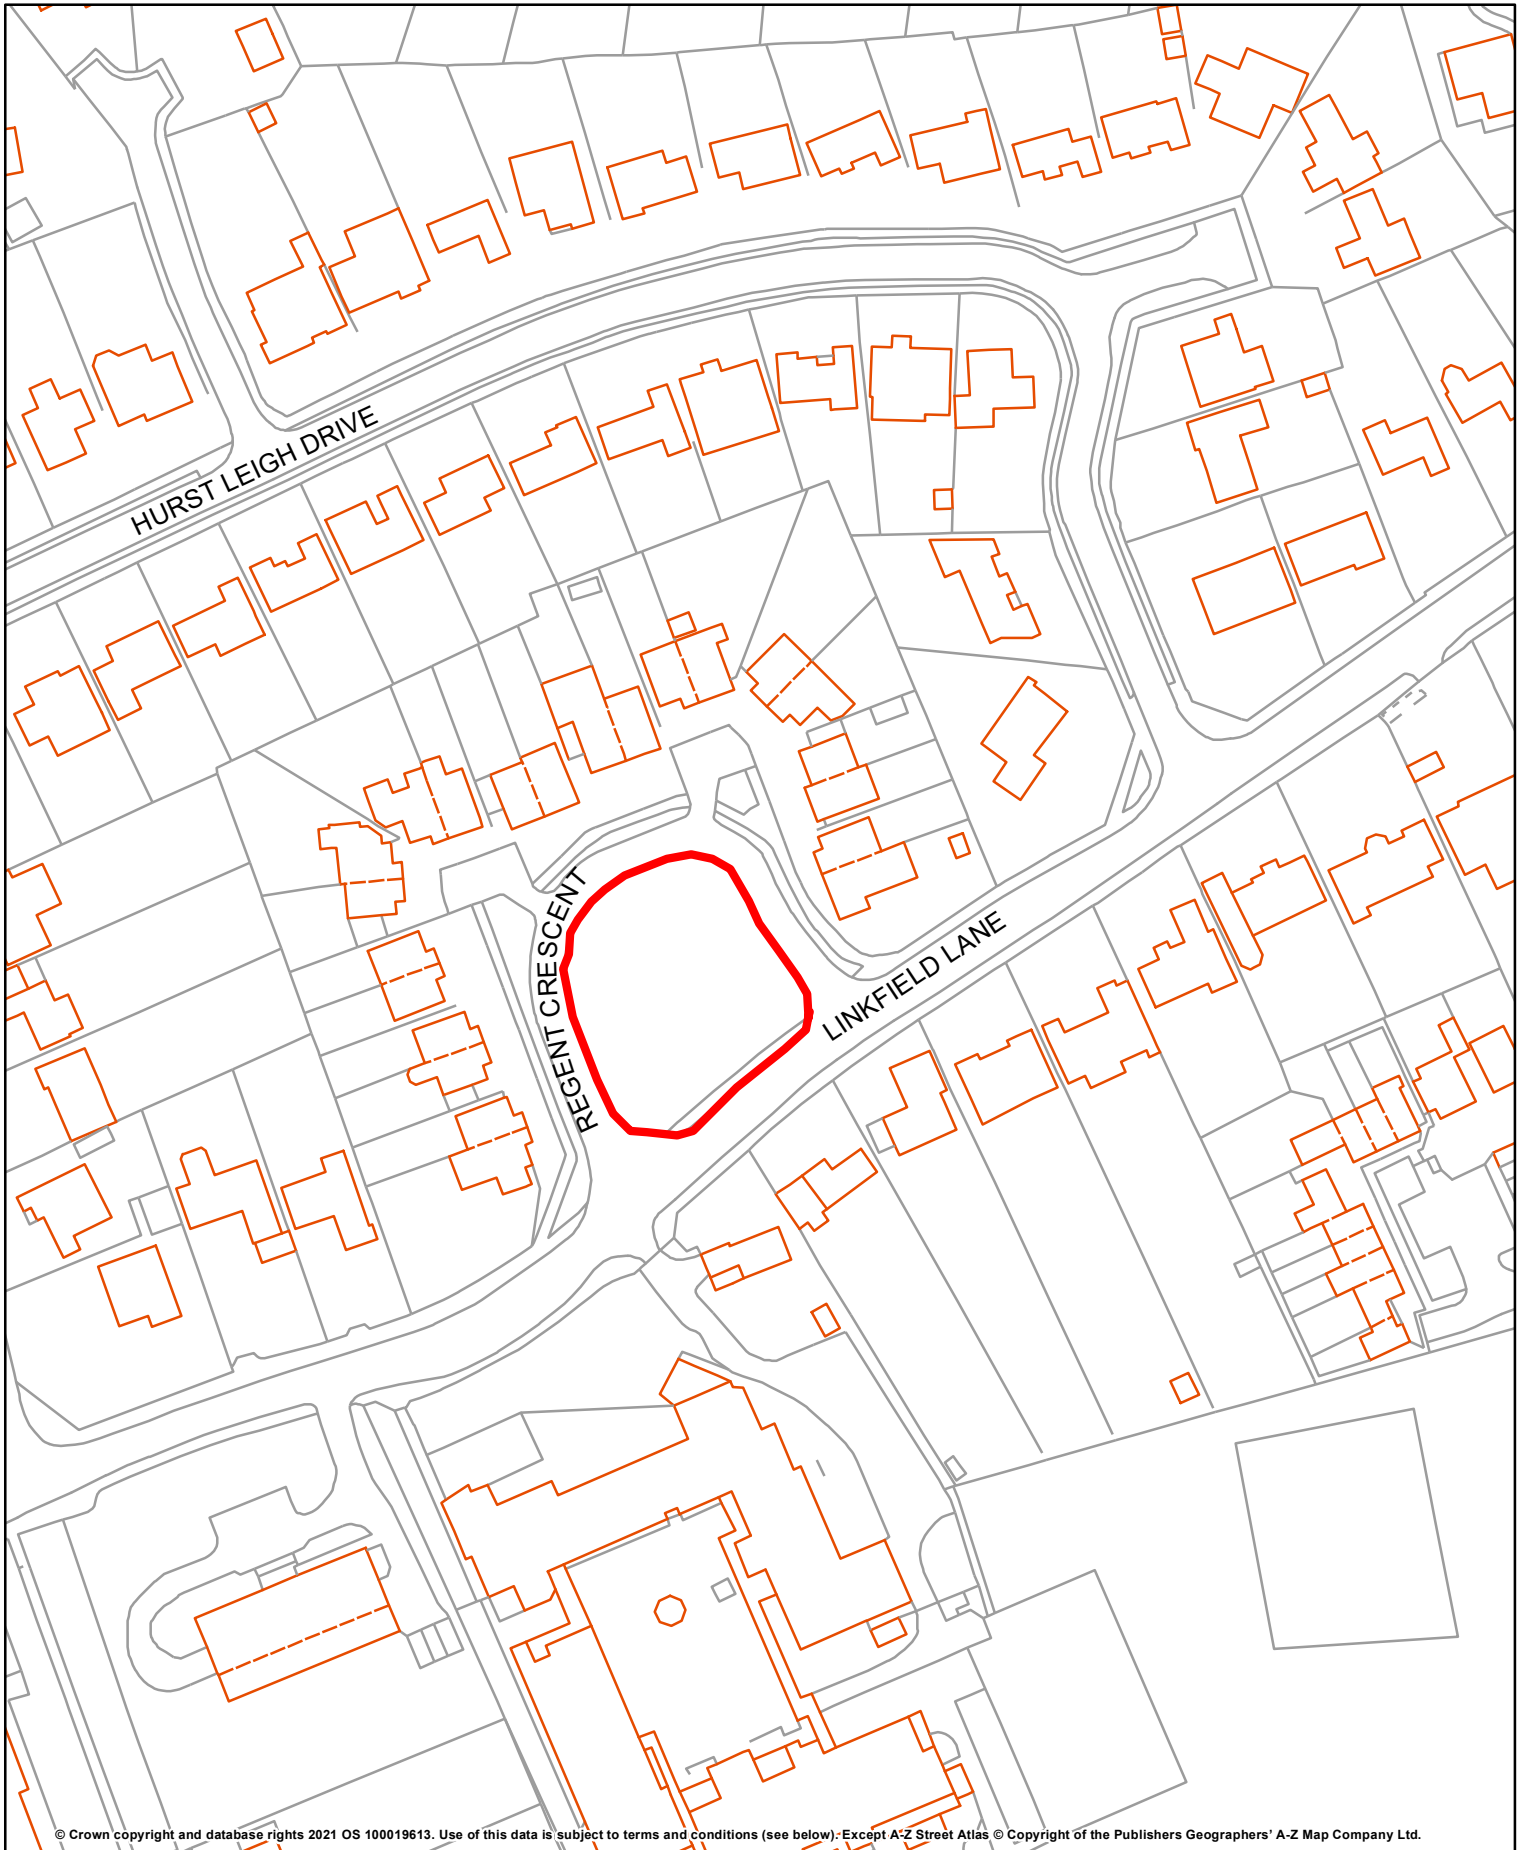 HURST LEIGH DRIVE
REGENT CRESCENT
LINKFIELD LANE
© Crown copyright and database rights 2021 OS 100019613. Use of this data is subject to terms and conditions (see below). Except A-Z Street Atlas © Copyright of the Publishers Geographers' A-Z Map Company Ltd.